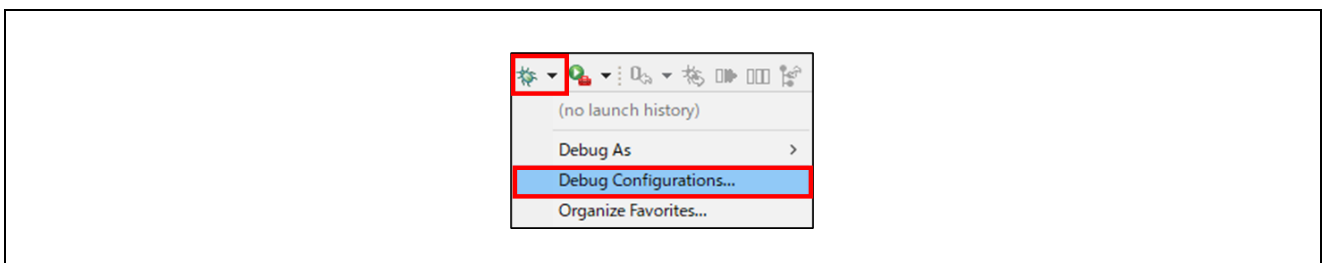 (no launch history)
Debug As
Debug Configurations...
Organize Favorites...